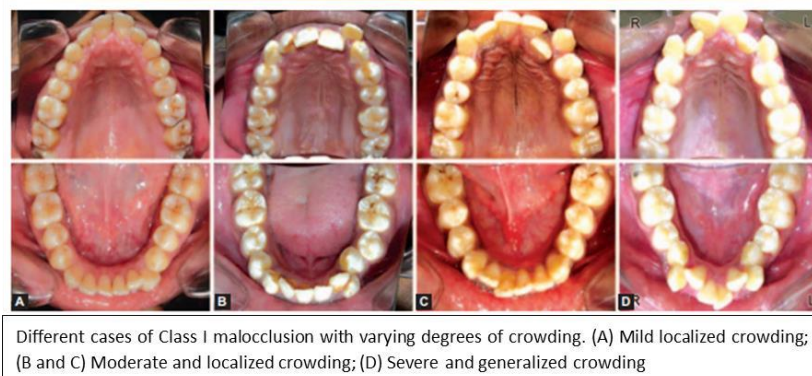 R
L
A
B
C
D
R
Different cases of Class I malocclusion with varying degrees of crowding. (A) Mild localized crowding;
(B and C) Moderate and localized crowding; (D) Severe and generalized crowding